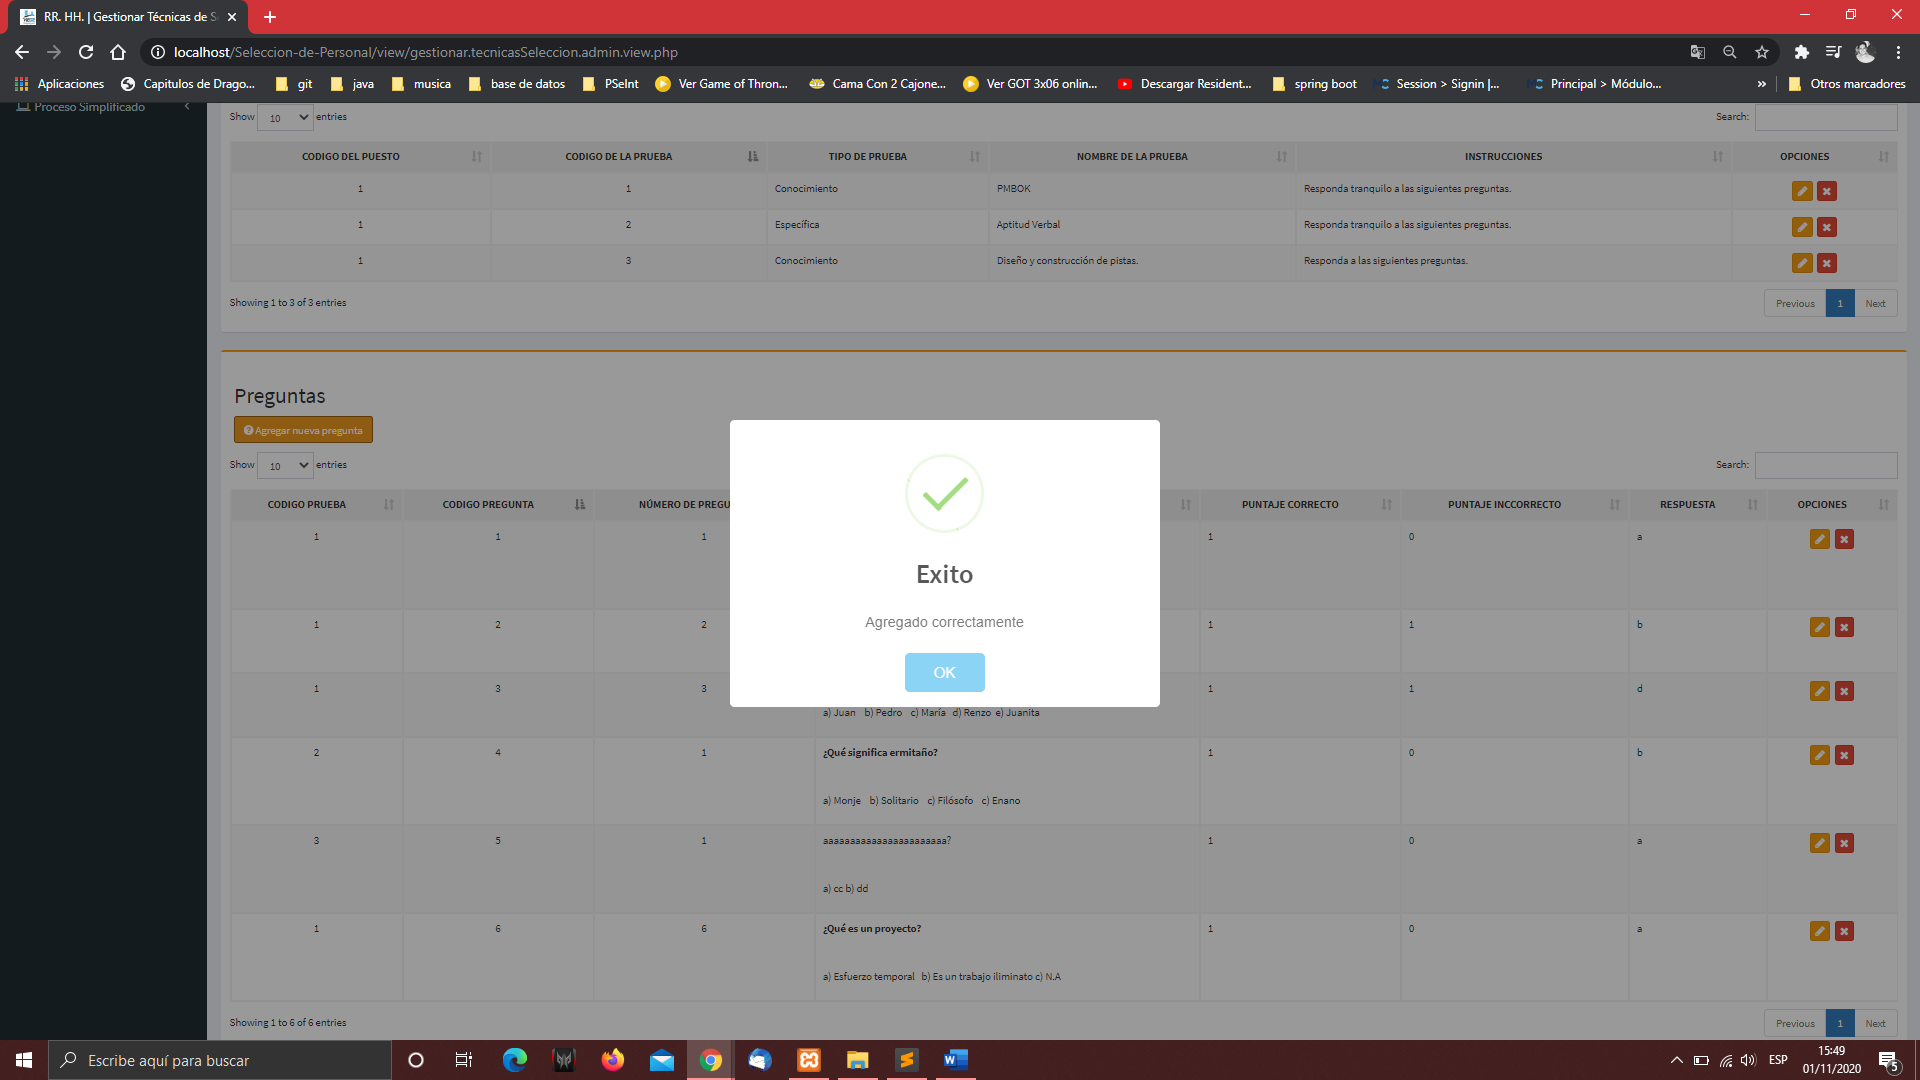 RR. HH. | Gestionar Técnicas de S
localhost/Seleccion-de-Personal/view/gestionar.tecnicasSeleccion.admin.view.php
Aplicaciones Capitulos de Drago... git java musica base de datos PSeInt Ver Game of Thron... Cama Con 2 Cajone... Ver GOT 3x06 onlin... Descargar Resident... spring boot Session > Signin |... Principal > Módulo... » Otros marcadores
Proceso Simplificado
Show 10 entries Search:
CODIGO DEL PUESTO CODIGO DE LA PRUEBA TIPO DE PRUEBA NOMBRE DE LA PRUEBA INSTRUCCIONES OPCIONES
1 1 Conocimiento PMBOK Responda tranquilo a las siguientes preguntas.
1 2 Específica Aptitud Verbal Responda tranquilo a las siguientes preguntas.
1 3 Conocimiento Diseño y construcción de pistas. Responda a las siguientes preguntas.
Showing 1 to 3 of 3 entries Previous 1 Next
Preguntas
Agregar nueva pregunta
Show 10 entries Search:
CODIGO PRUEBA CODIGO PREGUNTA NÚMERO DE PREGU PUNTAJE CORRECTO PUNTAJE INCCORRECTO RESPUESTA OPCIONES
1 1 1 1 0 a
1 2 2 1 1 b
1 3 3 1 1 d
a) Juan b) Pedro c) María d) Renzo e) Juanita
2 4 1 ¿Qué significa ermitaño? 1 0 b
a) Monje b) Solitario c) Filósofo c) Enano
3 5 1 aaaaaaaaaaaaaaaaaaaaaaa? 1 0 a
a) cc b) dd
1 6 6 ¿Qué es un proyecto? 1 0 a
a) Esfuerzo temporal b) Es un trabajo iliminato c) N.A
Showing 1 to 6 of 6 entries Previous 1 Next
Exito
Agregado correctamente
OK
Escribe aquí para buscar
ESP
15:49
01/11/2020
5